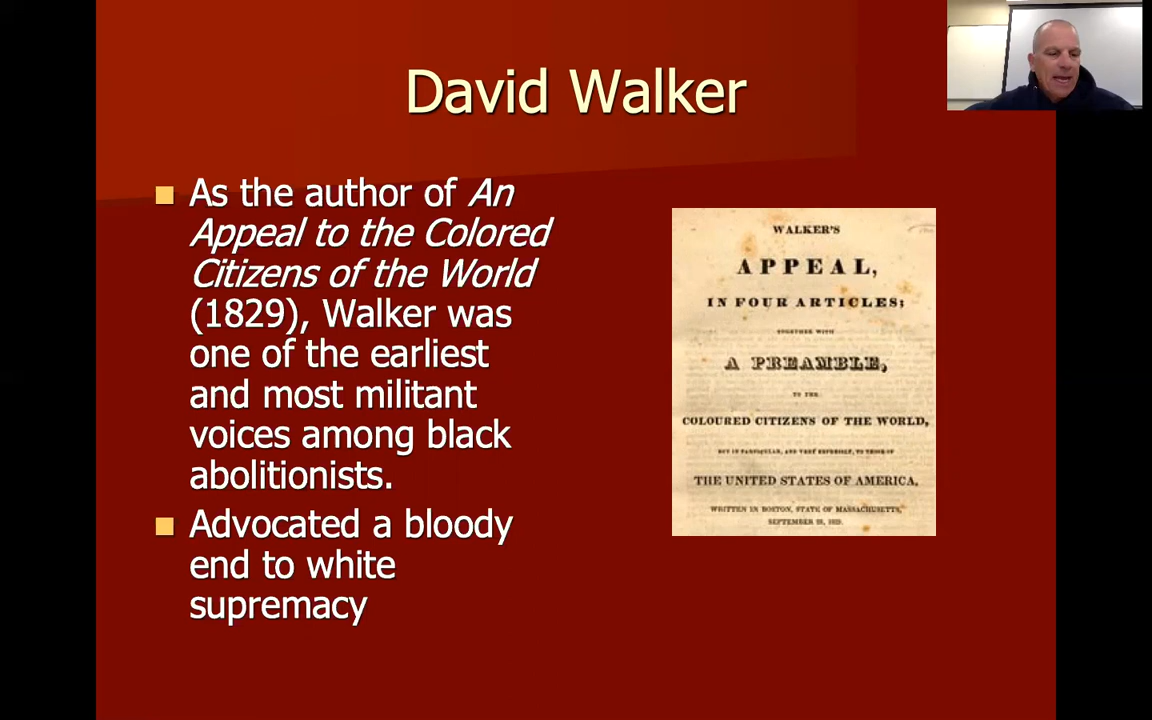 David Walker
As the author of An
Appeal to the Colored
Citizens of the World
(1829), Walker was
one of the earliest
and most militant
voices among black
abolitionists.
Advocated a bloody
end to white
supremacy
WALKER'S
APPEAL,
IN FOUR ARTICLES;
TOGETHER WITH
A PREAMBLE,
TO THE
COLOURED CITIZENS OF THE WORLD,
BUT IN PARTICULAR, AND VERY EXPRESSLY, TO THOSE OF
THE UNITED STATES OF AMERICA,
WRITTEN IN BOSTON, STATE OF MASSACHUSETTS,
SEPTEMBER 28, 1829.